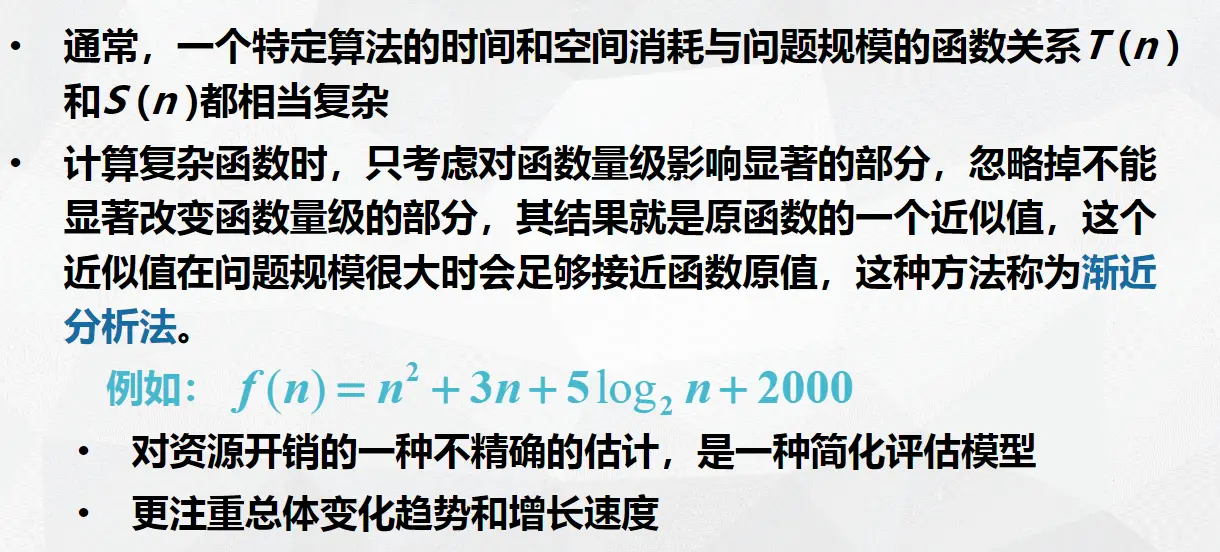 • 通常，一个特定算法的时间和空间消耗与问题规模的函数关系T (n)
和S (n)都相当复杂
• 计算复杂函数时，只考虑对函数量级影响显著的部分，忽略掉不能
显著改变函数量级的部分，其结果就是原函数的一个近似值，这个
近似值在问题规模很大时会足够接近函数原值，这种方法称为渐近
分析法。
例如： f (n) = n² + 3n + 5 log₂ n + 2000
• 对资源开销的一种不精确的估计，是一种简化评估模型
• 更注重总体变化趋势和增长速度